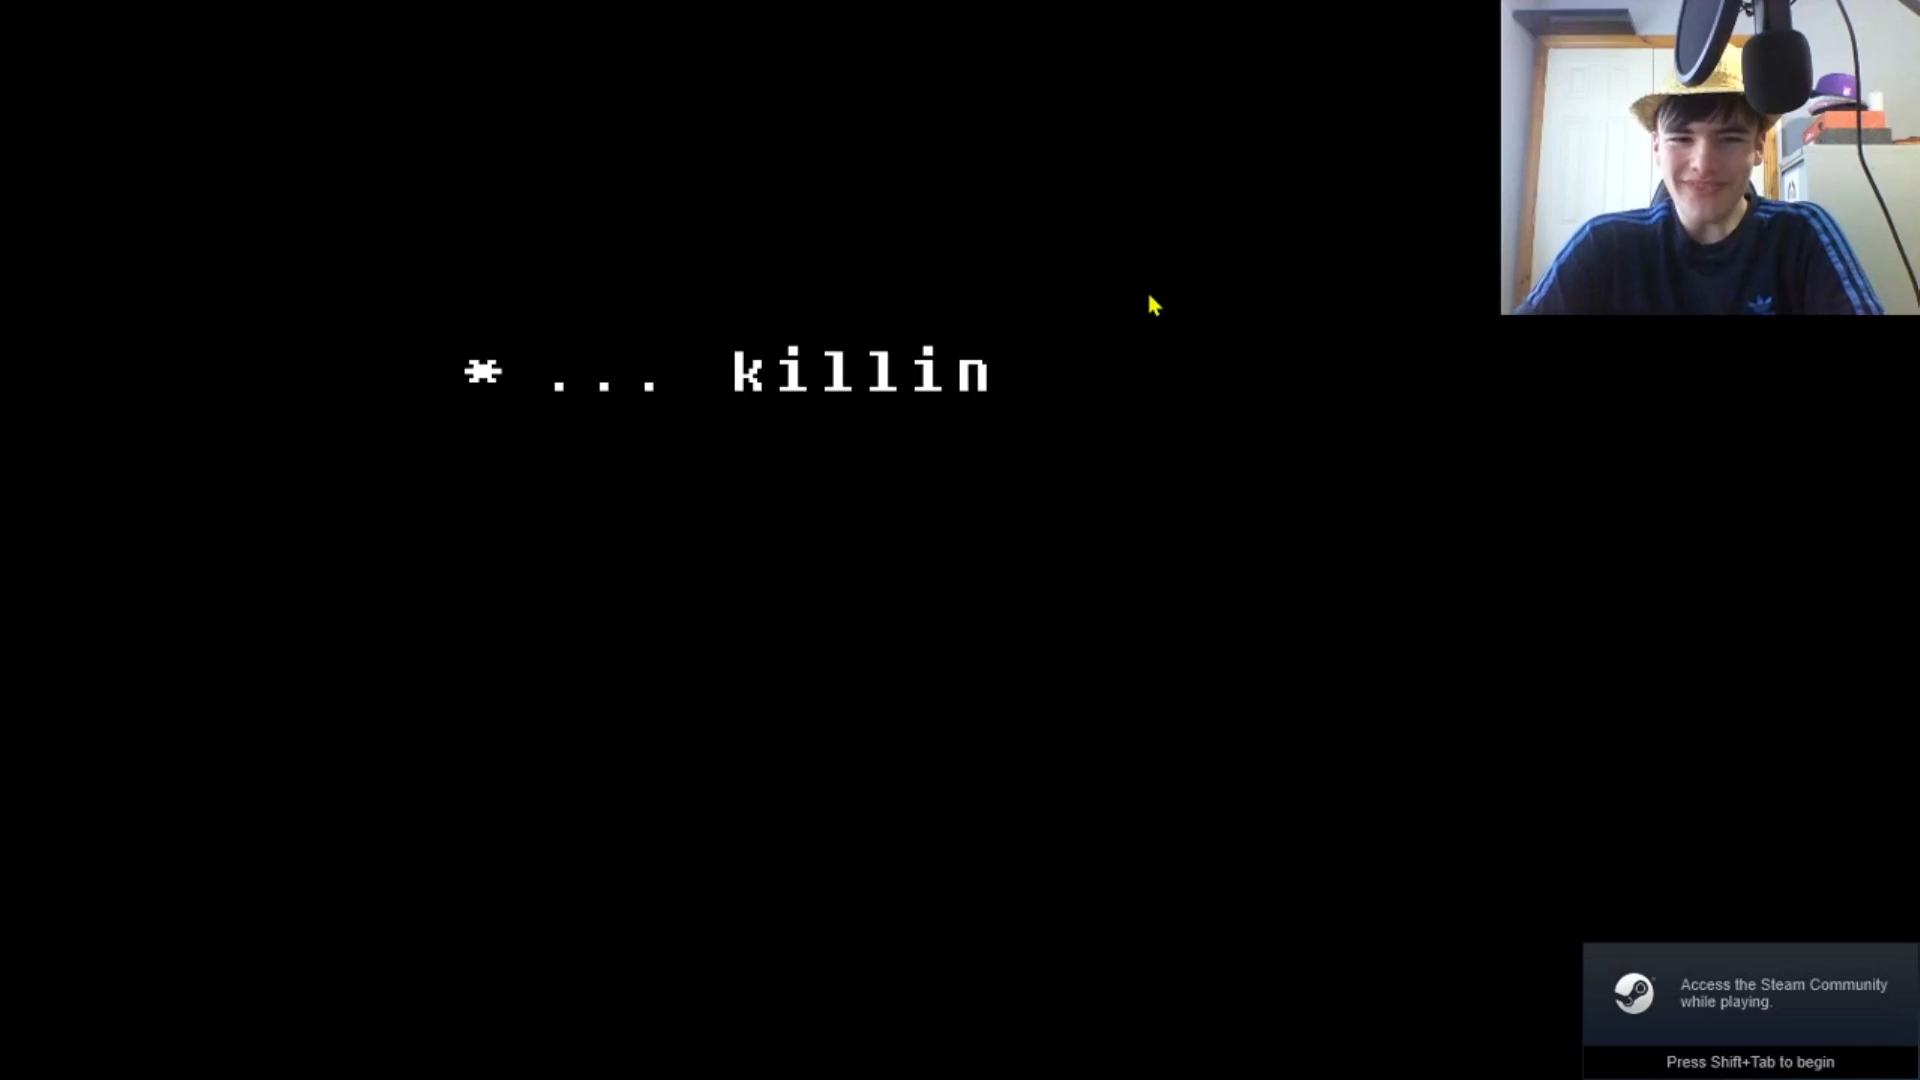 * ... killin
Access the Steam Community
while playing.
Press Shift+Tab to begin